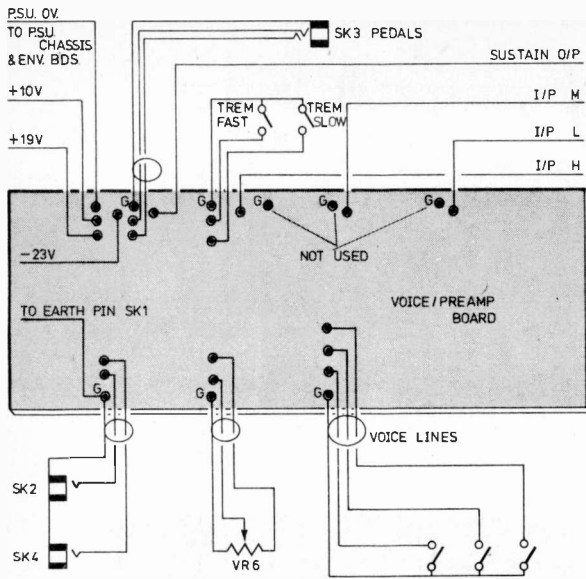 P.S.U. 0V.
TO P.S.U.
CHASSIS
& ENV. BDS.
+10V
+19V
SK3 PEDALS
SUSTAIN O/P
TREM
FAST
TREM
SLOW
I/P M
I/P L
I/P H
G
G
G
G
G
-23V
NOT USED
TO EARTH PIN SK1
VOICE/PREAMP
BOARD
G
G
G
VOICE LINES
SK2
SK4
VR6